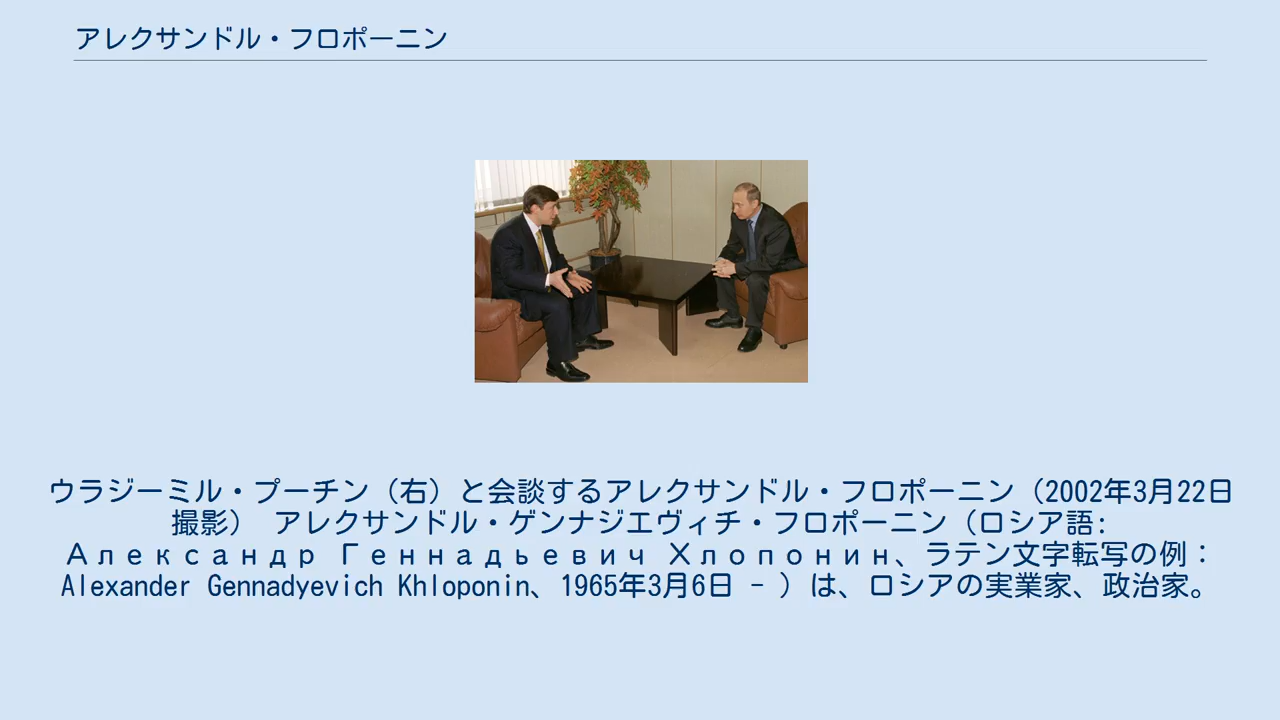 アレクサンドル・フロポーニン
ウラジーミル・プーチン（右）と会談するアレクサンドル・フロポーニン（2002年3月22日
撮影） アレクサンドル・ゲンナジエヴィチ・フロポーニン（ロシア語:
Александр Геннадьевич Хлопонин、ラテン文字転写の例：
Alexander Gennadyevich Khloponin、1965年3月6日 - ）は、ロシアの実業家、政治家。